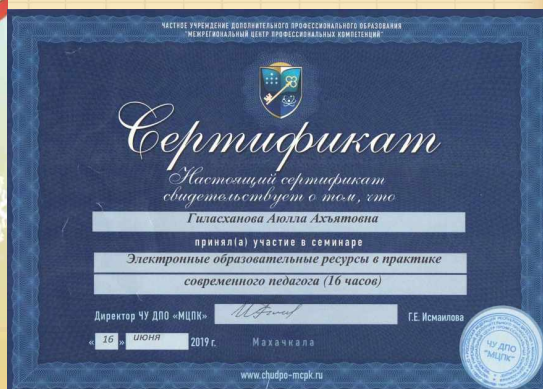 ЧАСТНОЕ УЧРЕЖДЕНИЕ ДОПОЛНИТЕЛЬНОГО ПРОФЕССИОНАЛЬНОГО ОБРАЗОВАНИЯ
"МЕЖРЕГИОНАЛЬНЫЙ ЦЕНТР ПРОФЕССИОНАЛЬНЫХ КОМПЕТЕНЦИЙ"
Сертификат
Настоящий сертификат
свидетельствует о том, что
Гиласханова Аюлла Ахъятовна
принял(а) участие в семинаре
Электронные образовательные ресурсы в практике
современного педагога (16 часов)
Директор ЧУ ДПО «МЦПК» Г.Е. Исмаилова
« 16 » июня 2019 г. Махачкала
ЧУ ДПО
"МЦПК"
www.chudpo-mcpk.ru